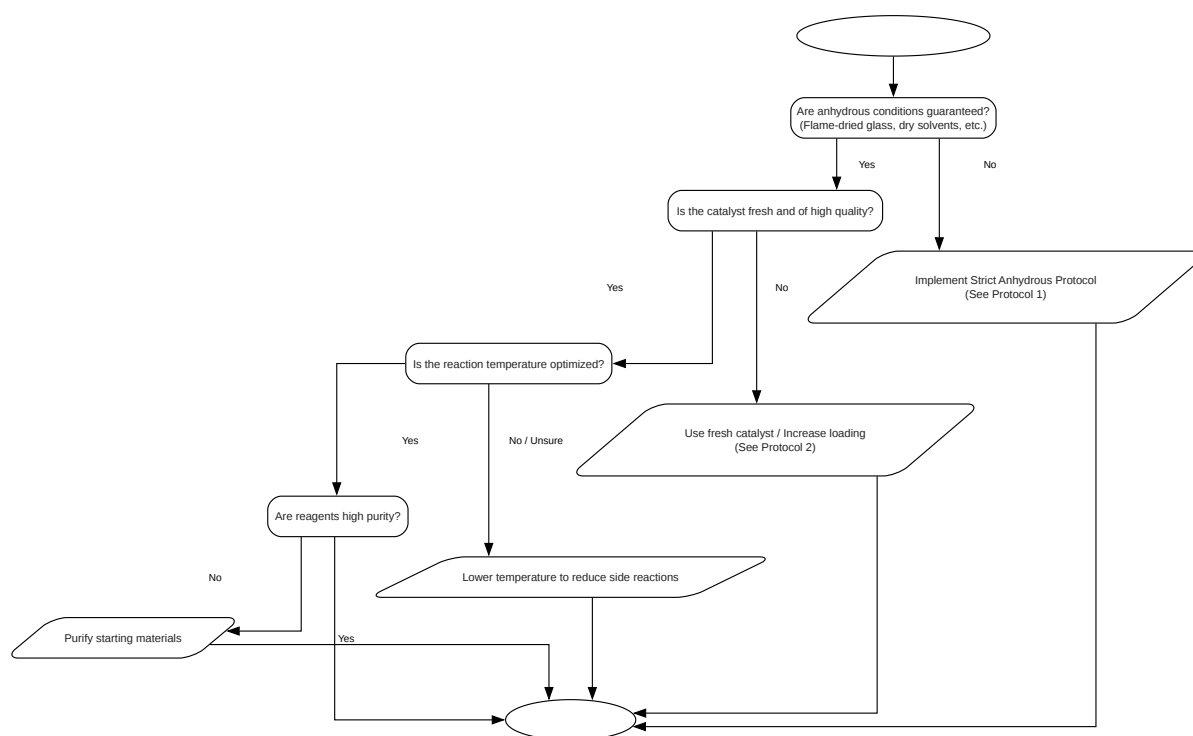 Are anhydrous conditions guaranteed?
(Flame-dried glass, dry solvents, etc.)
Yes
No
Is the catalyst fresh and of high quality?
Implement Strict Anhydrous Protocol
(See Protocol 1)
Yes
No
Is the reaction temperature optimized?
Use fresh catalyst / Increase loading
(See Protocol 2)
Yes
No / Unsure
Are reagents high purity?
Lower temperature to reduce side reactions
No
Purify starting materials
Yes